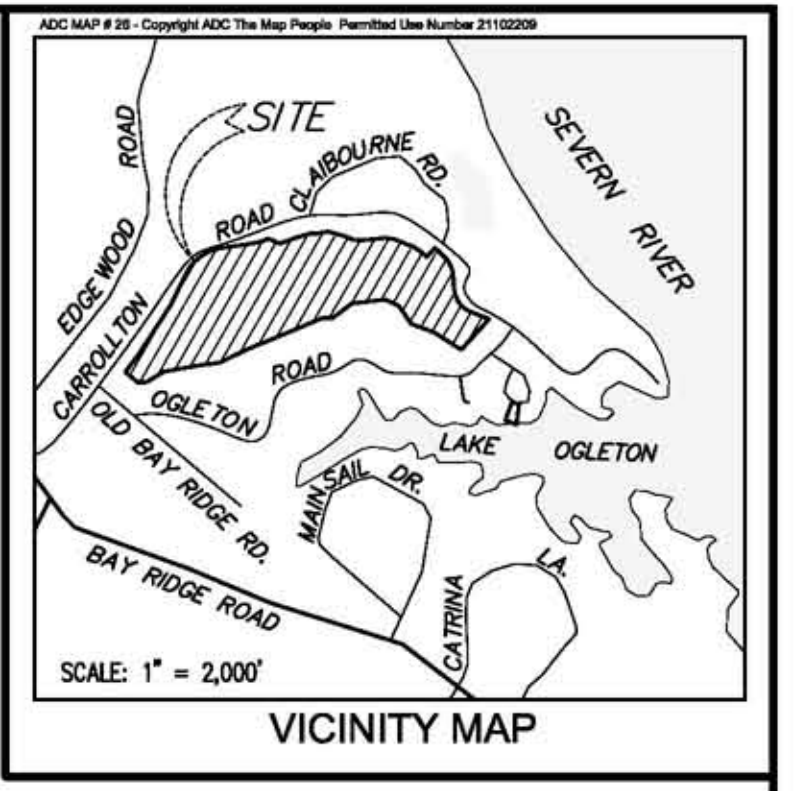 ADC MAP # 26 - Copyright ADC The Map People Permitted Use Number 21102209
SITE
ROAD
EDGEWOOD
CLAIBOURNE RD.
ROAD
CARROLLTON
SEVERN RIVER
ROAD
OGLETON
OLD BAY RIDGE RD.
LAKE OGLETON
MAINSAIL DR.
BAY RIDGE ROAD
CATRINA LA.
SCALE: 1" = 2,000'
VICINITY MAP